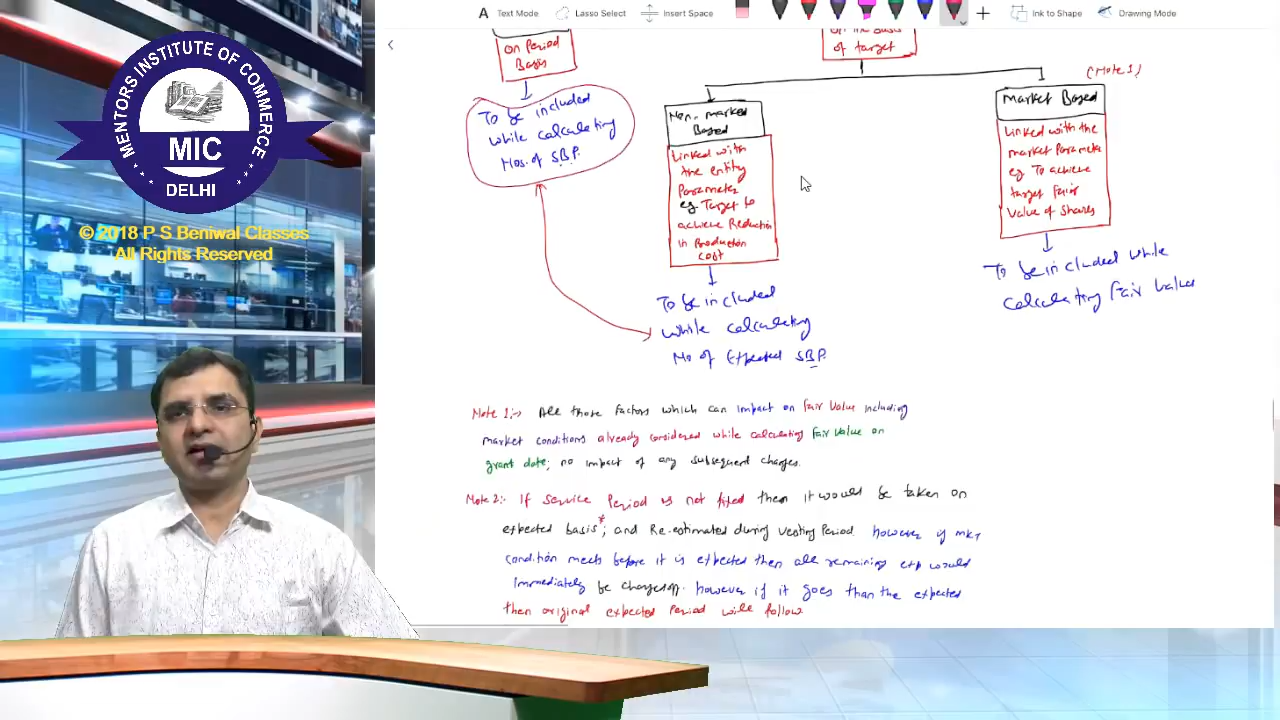 Text Mode
Lasso Select
Insert Space
Ink to Shape
Drawing Mode
MENTORS INSTITUTE OF COMMERCE
MIC
DELHI
© 2018 P S Beniwal Classes
All Rights Reserved
on Period
Basis
To be included
while calculating
Nos. of SBP.
on the basis
of target
Non-marked
Based
Linked with
the entity
Parameter
eg Target to
achieve Reduction
in Production
cost
To be included
while calculating
No of Expected SBP.
(Note 1)
Market Based
Linked with the
market Parameter
eg To achieve
target fair
value of shares
To be included while
calculating fair value
Note 1:- All those factors which can impact on fair value including
market conditions already considered while calculating fair value on
grant date; no impact of any subsequent charges.
Note 2:- If service Period is not fixed then it would be taken on
expected basis*; and Re-estimated during vesting Period however if mkt
condition meets before it is expected then all remaining exp would
immediately be chargeoff. however if it goes than the expected
then original expected Period will follow